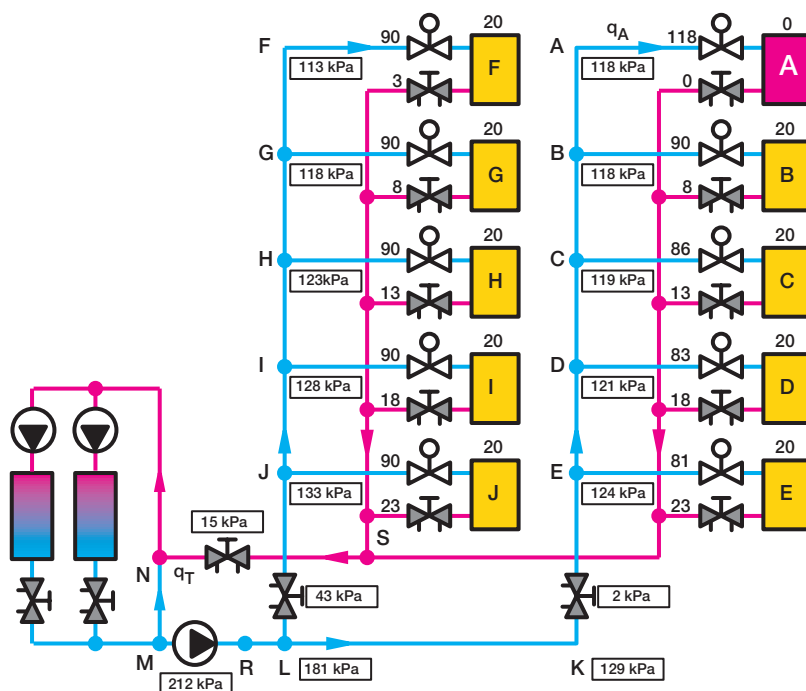 F 90 20 A qA 118 0
113 kPa F 118 kPa A
3 0
G 90 20 B 90 20
118 kPa G 118 kPa B
8 8
H 90 20 C 86 20
123kPa H 119 kPa C
13 13
I 90 20 D 83 20
128 kPa I 121 kPa D
18 18
J 90 20 E 81 20
133 kPa J 124 kPa E
23 23
15 kPa S
N qT 43 kPa 2 kPa
M R L 181 kPa K 129 kPa
212 kPa